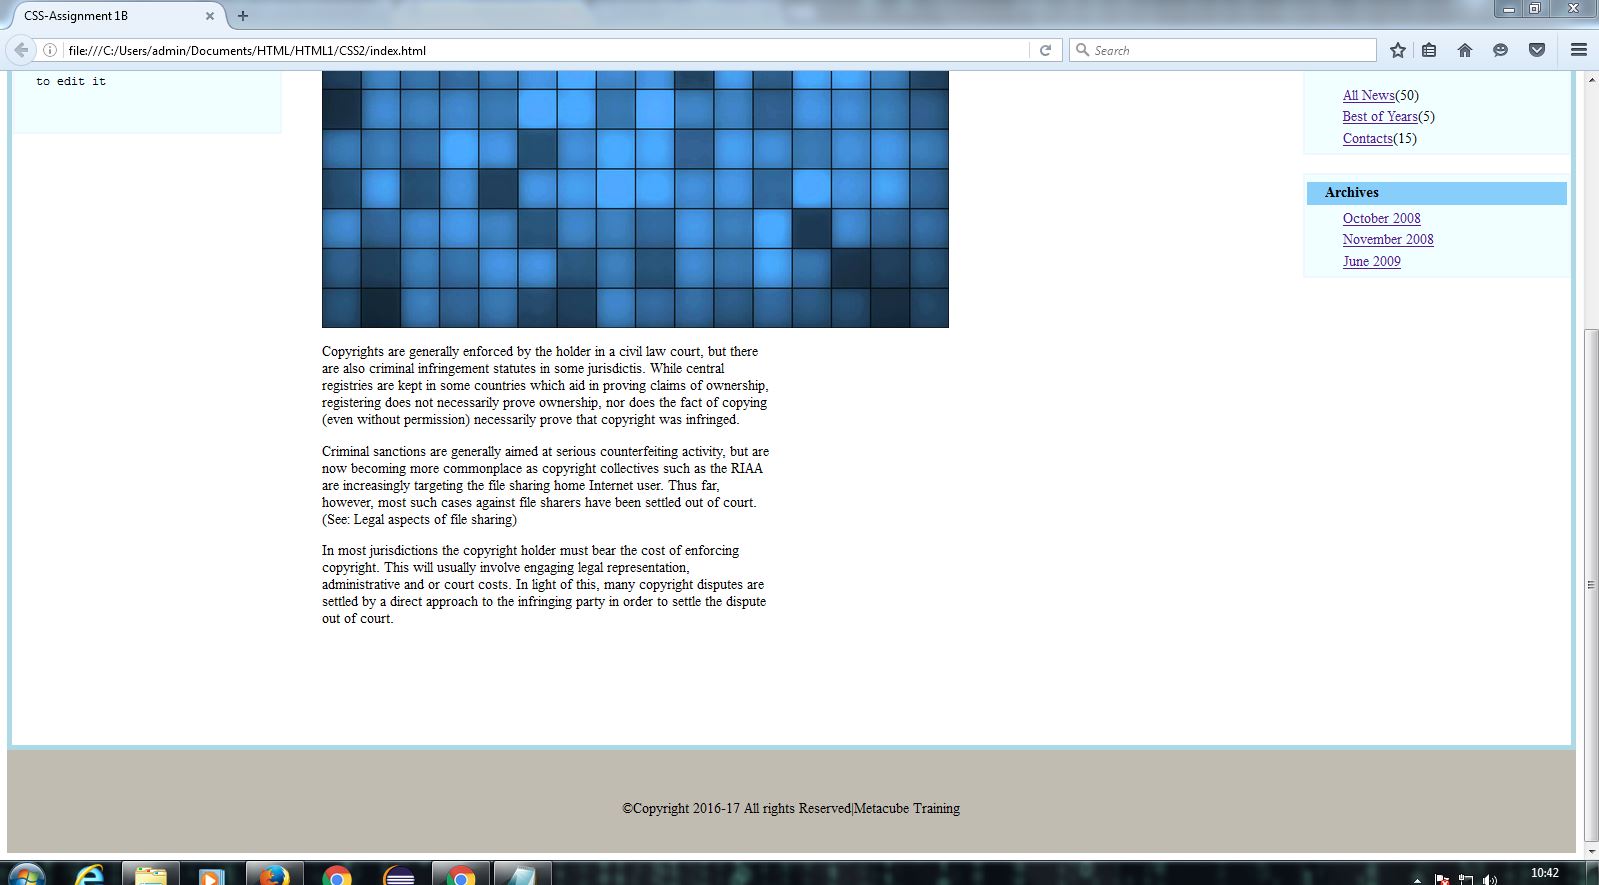 CSS-Assignment 1B
file:///C:/Users/admin/Documents/HTML/HTML1/CSS2/index.html
Search
to edit it
All News(50)
Best of Years(5)
Contacts(15)
Archives
October 2008
November 2008
June 2009
Copyrights are generally enforced by the holder in a civil law court, but there
are also criminal infringement statutes in some jurisdictis. While central
registries are kept in some countries which aid in proving claims of ownership,
registering does not necessarily prove ownership, nor does the fact of copying
(even without permission) necessarily prove that copyright was infringed.
Criminal sanctions are generally aimed at serious counterfeiting activity, but are
now becoming more commonplace as copyright collectives such as the RIAA
are increasingly targeting the file sharing home Internet user. Thus far,
however, most such cases against file sharers have been settled out of court.
(See: Legal aspects of file sharing)
In most jurisdictions the copyright holder must bear the cost of enforcing
copyright. This will usually involve engaging legal representation,
administrative and or court costs. In light of this, many copyright disputes are
settled by a direct approach to the infringing party in order to settle the dispute
out of court.
©Copyright 2016-17 All rights Reserved|Metacube Training
10:42